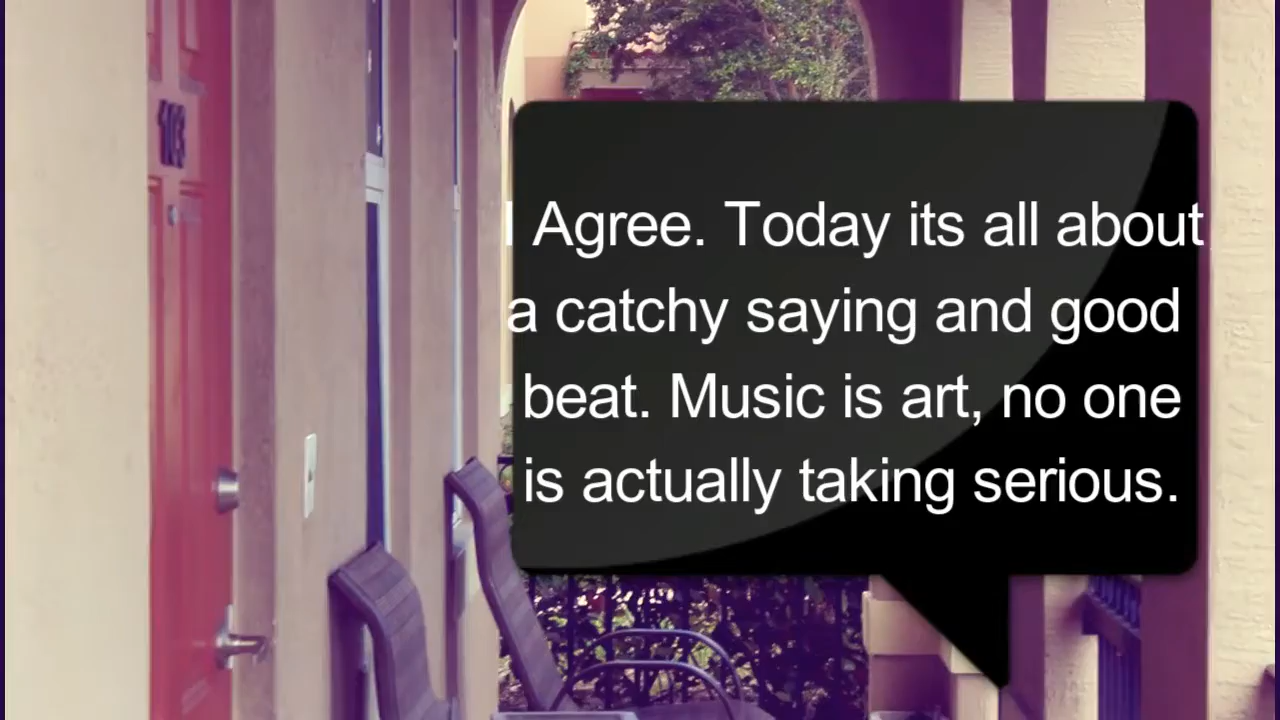 103
I Agree. Today its all about
a catchy saying and good
beat. Music is art, no one
is actually taking serious.